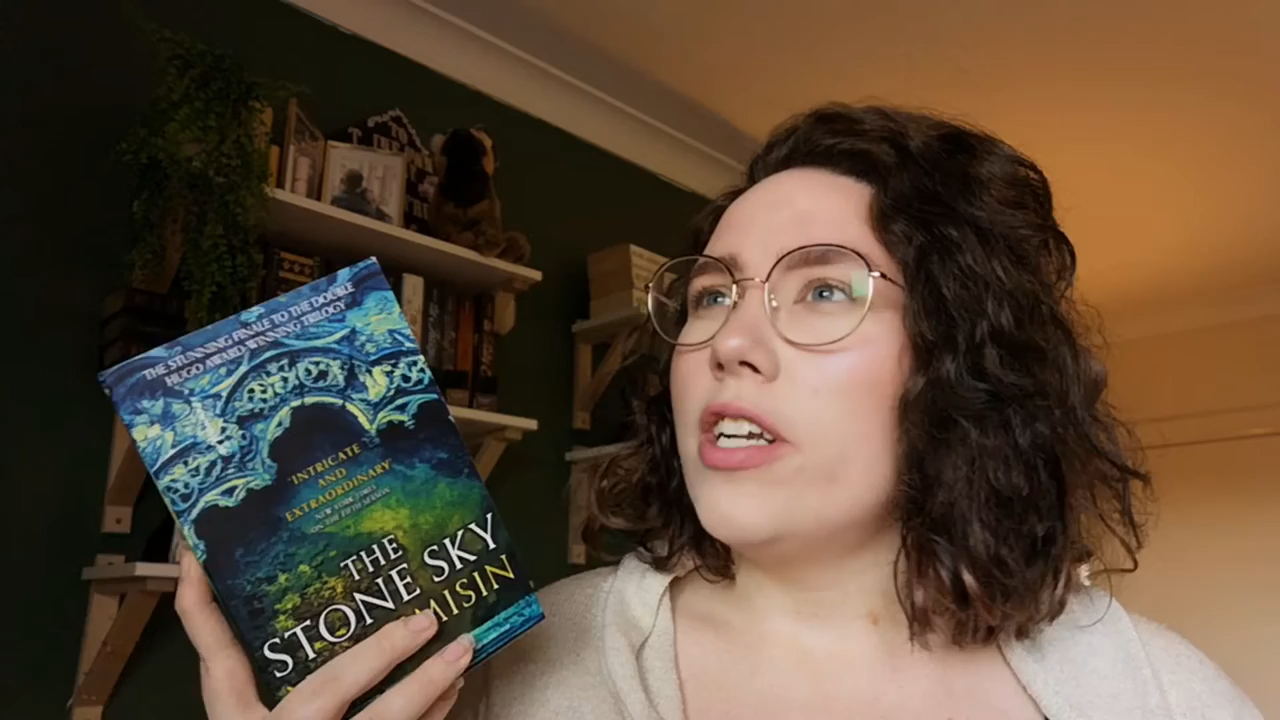 THE STUNNING FINALE TO THE DOUBLE
HUGO AWARD-WINNING TRILOGY
"INTRICATE
AND
EXTRAORDINARY
NEW YORK TIMES
ON THE FIFTH SEASON
THE
STONE SKY
MISIN